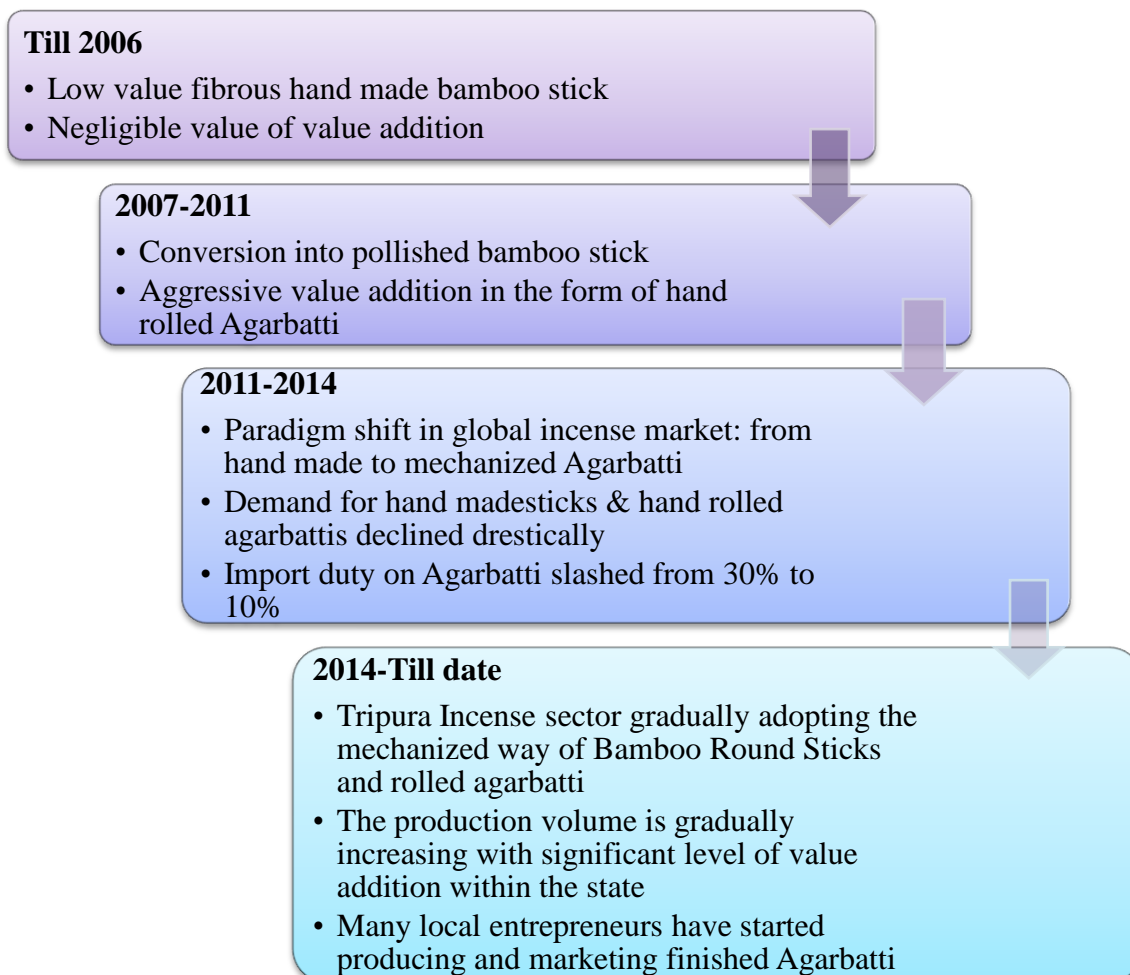 Till 2006
• Low value fibrous hand made bamboo stick
• Negligible value of value addition
2007-2011
• Conversion into pollished bamboo stick
• Aggressive value addition in the form of hand
rolled Agarbatti
2011-2014
• Paradigm shift in global incense market: from
hand made to mechanized Agarbatti
• Demand for hand madesticks & hand rolled
agarbattis declined drestically
• Import duty on Agarbatti slashed from 30% to
10%
2014-Till date
• Tripura Incense sector gradually adopting the
mechanized way of Bamboo Round Sticks
and rolled agarbatti
• The production volume is gradually
increasing with significant level of value
addition within the state
• Many local entrepreneurs have started
producing and marketing finished Agarbatti